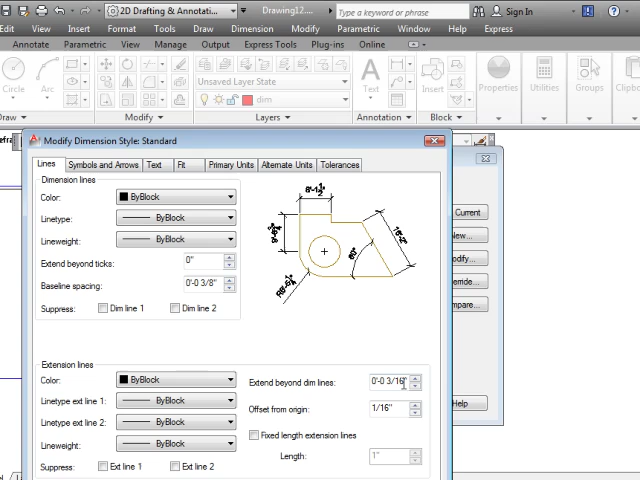 2D Drafting & Annotati...
Drawing12....
Type a keyword or phrase
Sign In
Edit View Insert Format Tools Draw Dimension Modify Parametric Window Help Express
Annotate Parametric View Manage Output Express Tools Plug-ins Online
Circle Arc
Unsaved Layer State
dim
Text
Insert
Properties
Utilities
Groups
Draw Modify Layers Annotation Block
Modify Dimension Style: Standard
Lines Symbols and Arrows Text Fit Primary Units Alternate Units Tolerances
Dimension lines
Color: ByBlock
Linetype: ByBlock
Lineweight: ByBlock
Extend beyond ticks: 0"
Baseline spacing: 0'-0 3/8"
Suppress: Dim line 1 Dim line 2
60°
Current
New...
Help
Extension lines
Color: ByBlock
Linetype ext line 1: ByBlock
Linetype ext line 2: ByBlock
Lineweight: ByBlock
Suppress: Ext line 1 Ext line 2
Extend beyond dim lines: 0'-0 3/16"
Offset from origin: 1/16"
Fixed length extension lines
Length: 1"